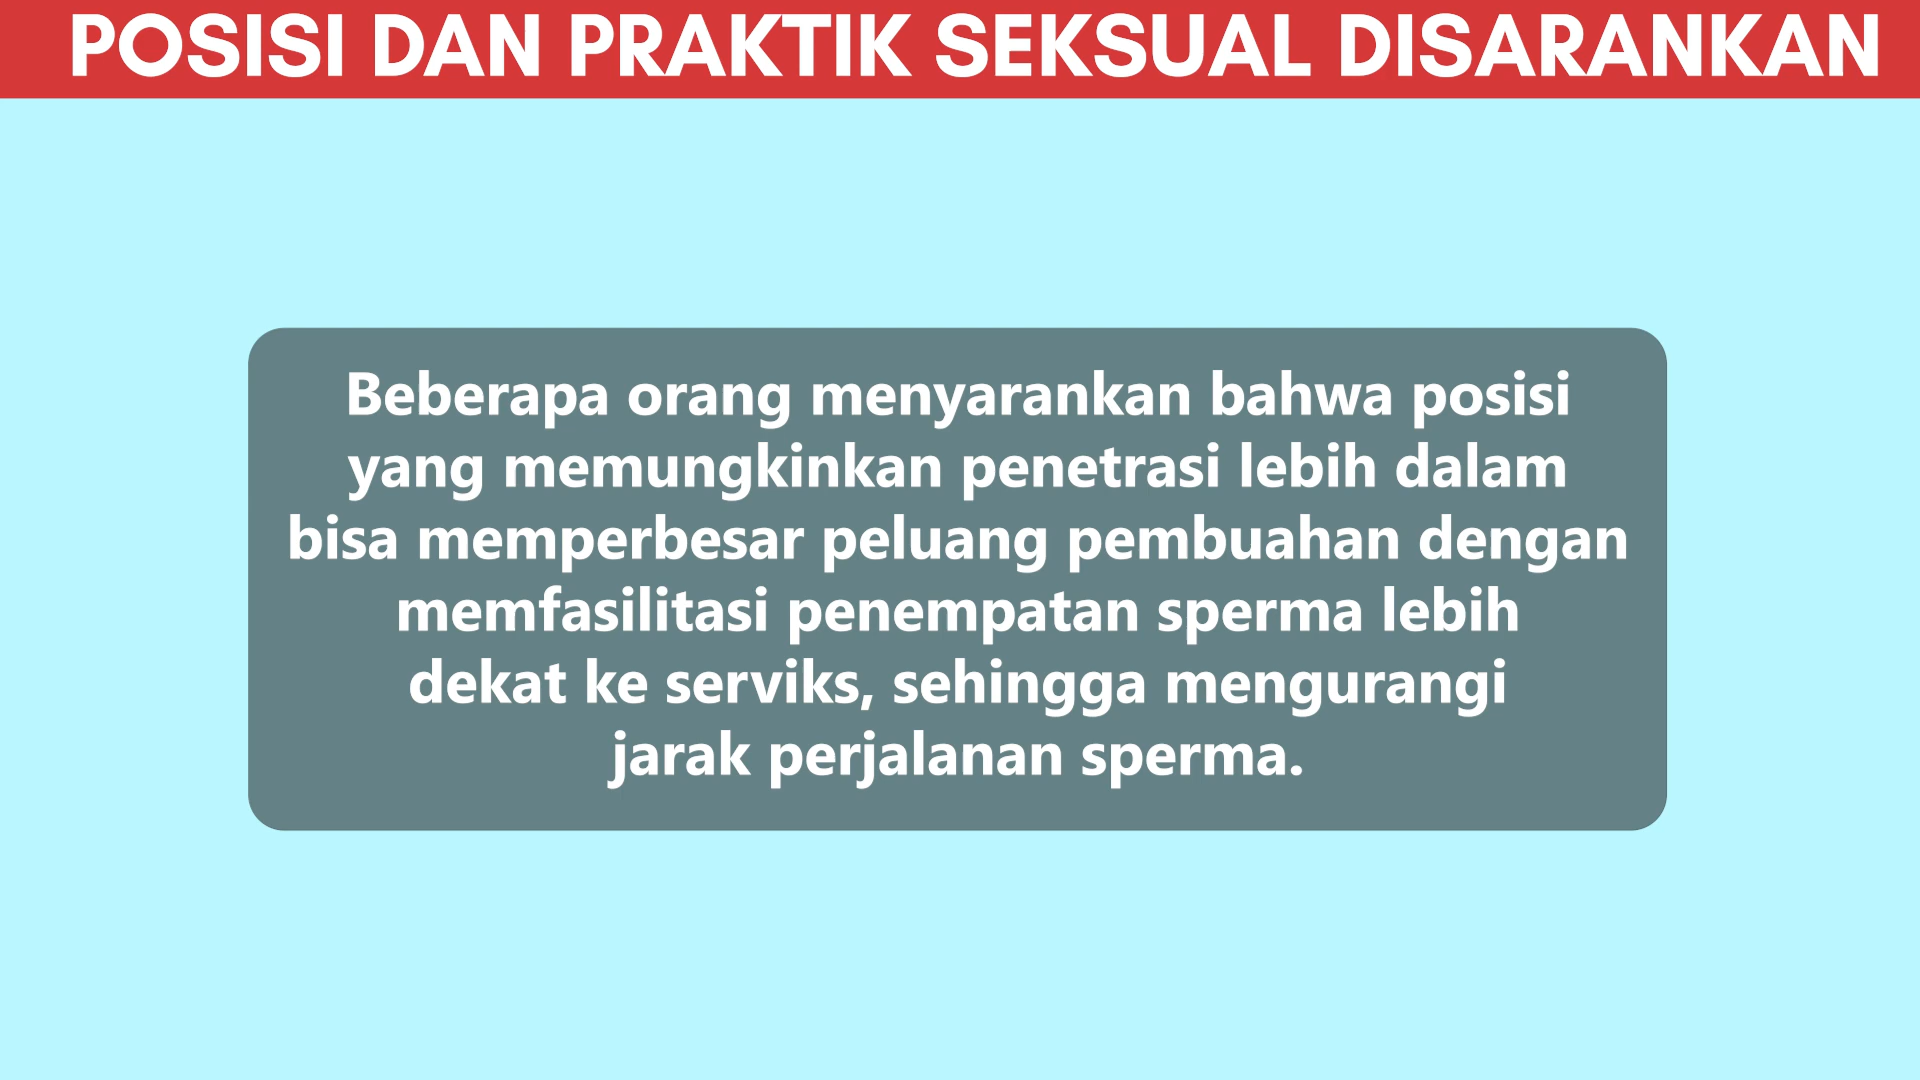 POSISI DAN PRAKTIK SEKSUAL DISARANKAN
Beberapa orang menyarankan bahwa posisi
yang memungkinkan penetrasi lebih dalam
bisa memperbesar peluang pembuahan dengan
memfasilitasi penempatan sperma lebih
dekat ke serviks, sehingga mengurangi
jarak perjalanan sperma.